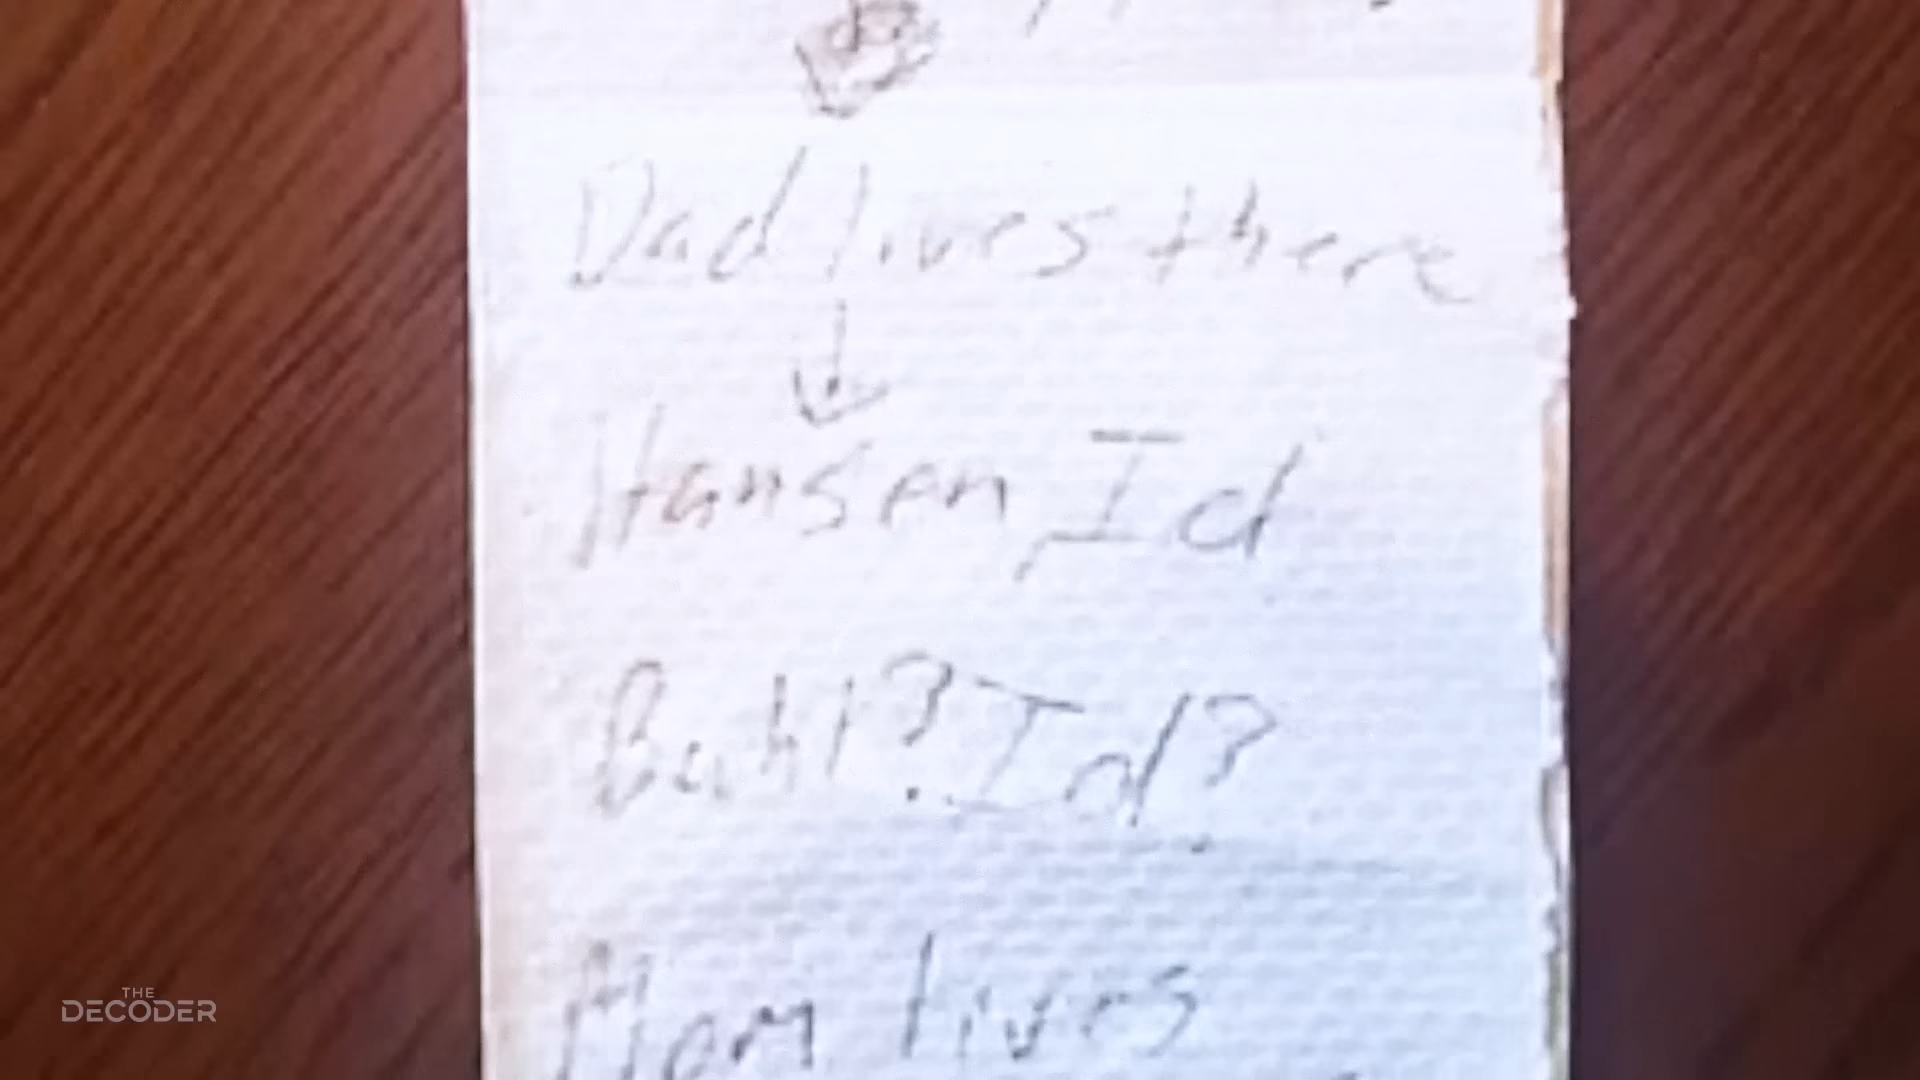 Dad lives there
Hansen Id
Buhl? Id?
Mom lives
THE
DECODER